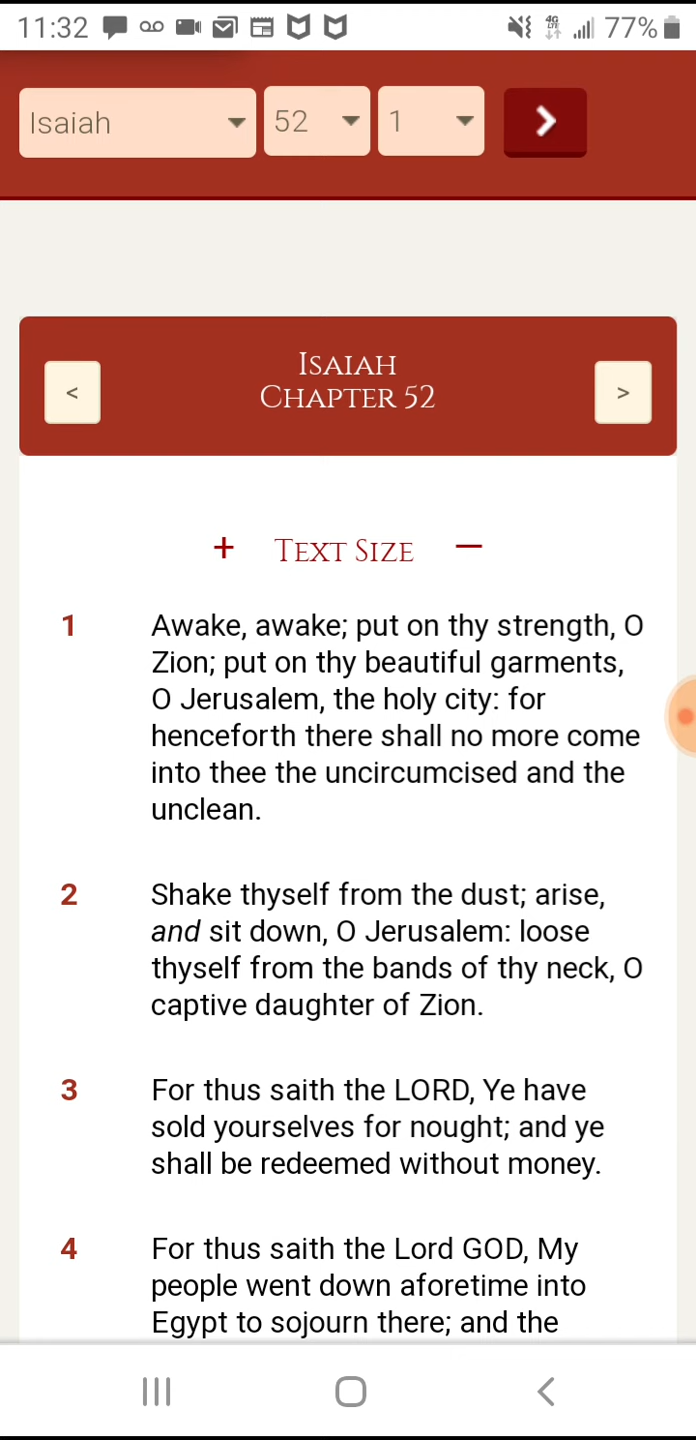 11:32 77%
4G LTE
Isaiah 52 1
ISAIAH
CHAPTER 52
< >
+ TEXT SIZE −
1 Awake, awake; put on thy strength, O
Zion; put on thy beautiful garments,
O Jerusalem, the holy city: for
henceforth there shall no more come
into thee the uncircumcised and the
unclean.
2 Shake thyself from the dust; arise,
and sit down, O Jerusalem: loose
thyself from the bands of thy neck, O
captive daughter of Zion.
3 For thus saith the LORD, Ye have
sold yourselves for nought; and ye
shall be redeemed without money.
4 For thus saith the Lord GOD, My
people went down aforetime into
Egypt to sojourn there; and the